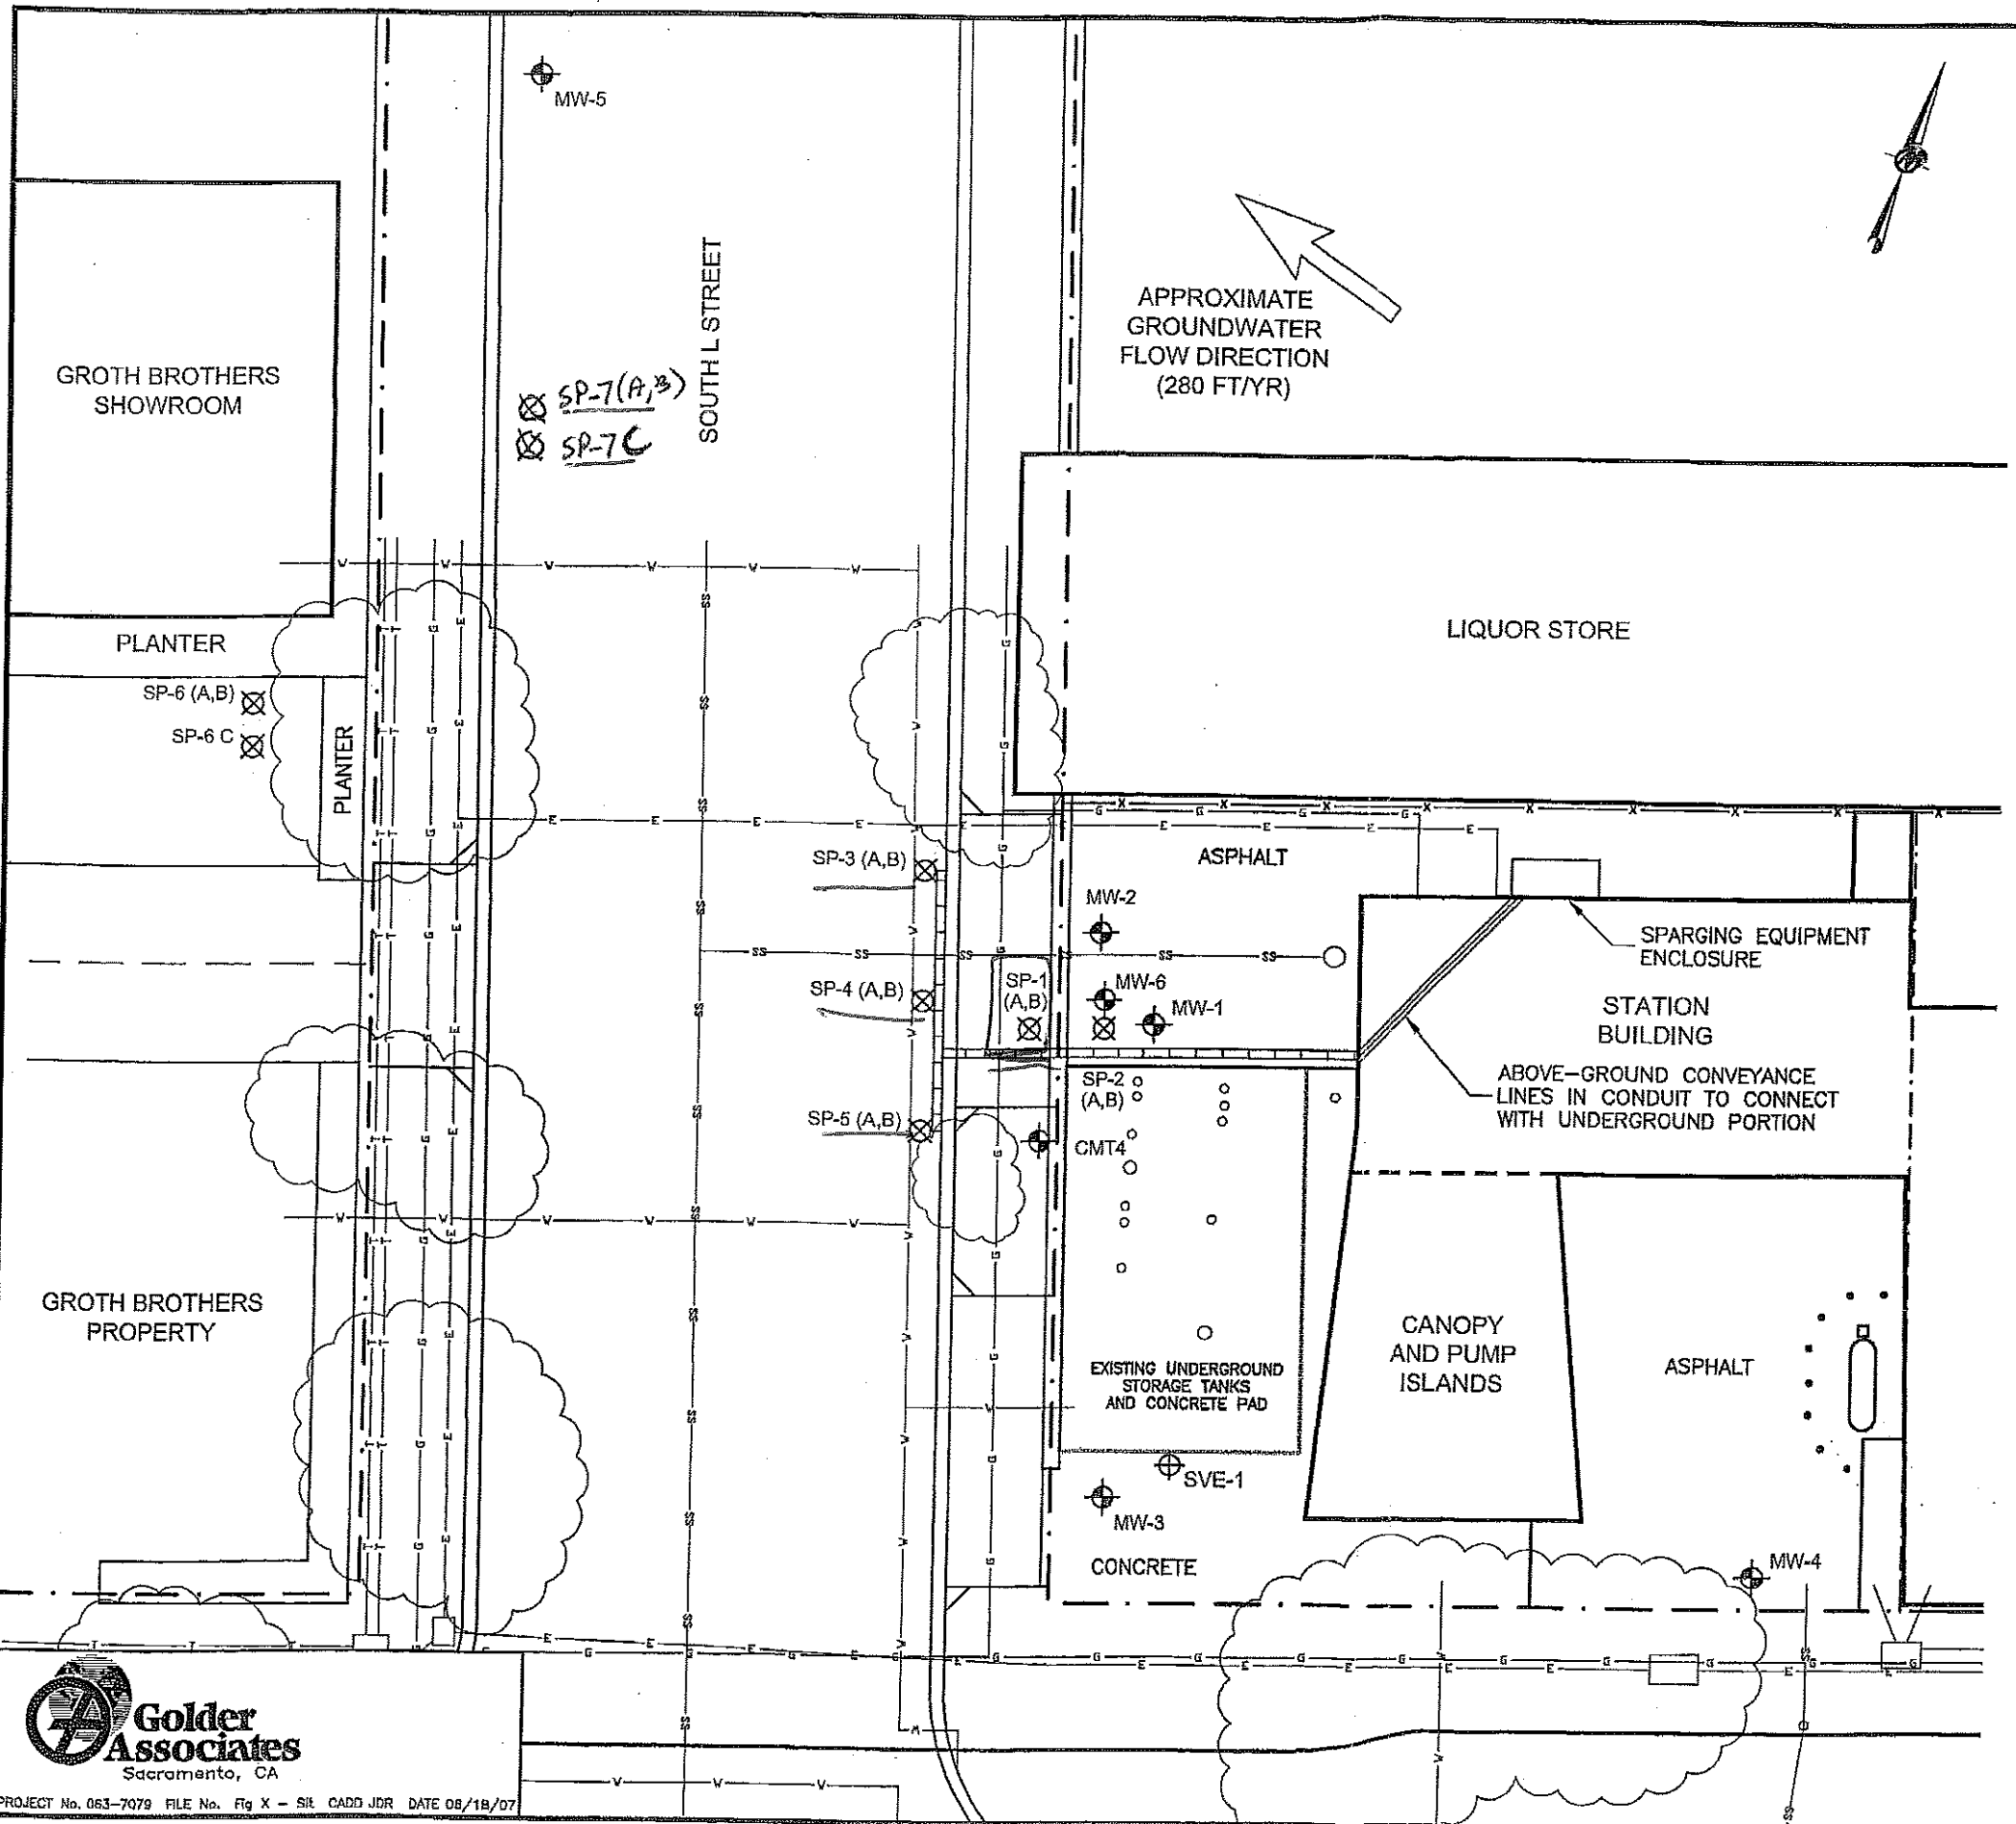 MW-5
GROTH BROTHERS
SHOWROOM
SP-7(A,B)
SP-7C
SOUTH L STREET
APPROXIMATE
GROUNDWATER
FLOW DIRECTION
(280 FT/YR)
PLANTER
SP-6 (A,B)
SP-6 C
PLANTER
LIQUOR STORE
SP-3 (A,B)
ASPHALT
MW-2
SPARGING EQUIPMENT
ENCLOSURE
SP-4 (A,B)
SP-1
(A,B)
MW-6
MW-1
STATION
BUILDING
ABOVE-GROUND CONVEYANCE
LINES IN CONDUIT TO CONNECT
WITH UNDERGROUND PORTION
SP-2
(A,B)
SP-5 (A,B)
CMT4
GROTH BROTHERS
PROPERTY
EXISTING UNDERGROUND
STORAGE TANKS
AND CONCRETE PAD
CANOPY
AND PUMP
ISLANDS
ASPHALT
SVE-1
MW-3
CONCRETE
MW-4
Golder
Associates
Sacramento, CA
PROJECT No. 063-7079 FILE No. Fig X - Sit CADD JDR DATE 06/18/07